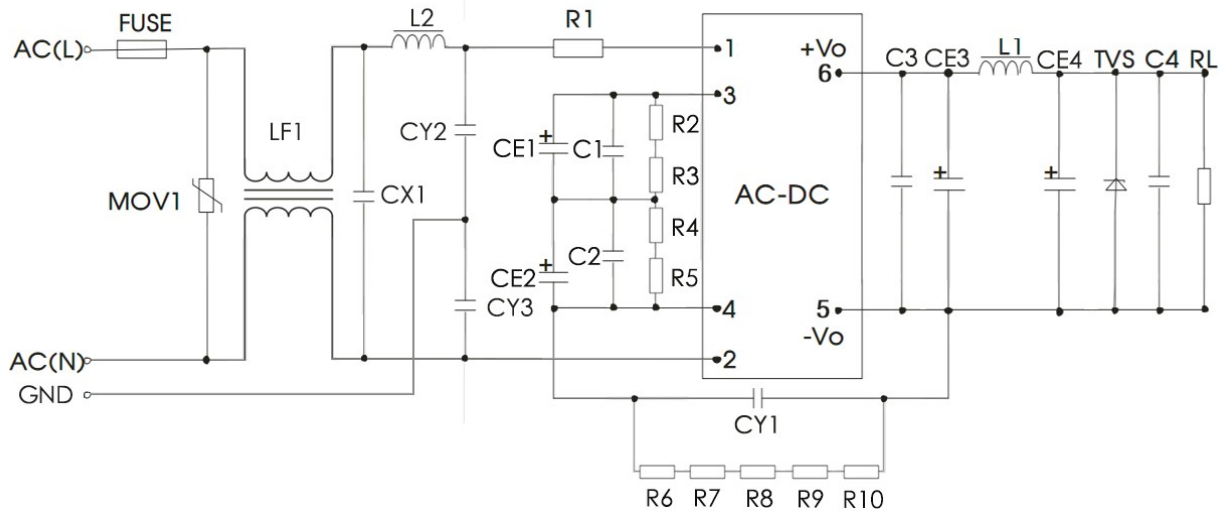 FUSE
L2
R1
AC(L)
1
+Vo
6
C3
CE3
L1
CE4
TVS
C4
RL
3
LF1
CY2
CE1
+
C1
R2
R3
AC-DC
+
+
MOV1
CX1
R4
C2
R5
CE2
+
CY3
4
5
-Vo
AC(N)
2
GND
CY1
R6
R7
R8
R9
R10